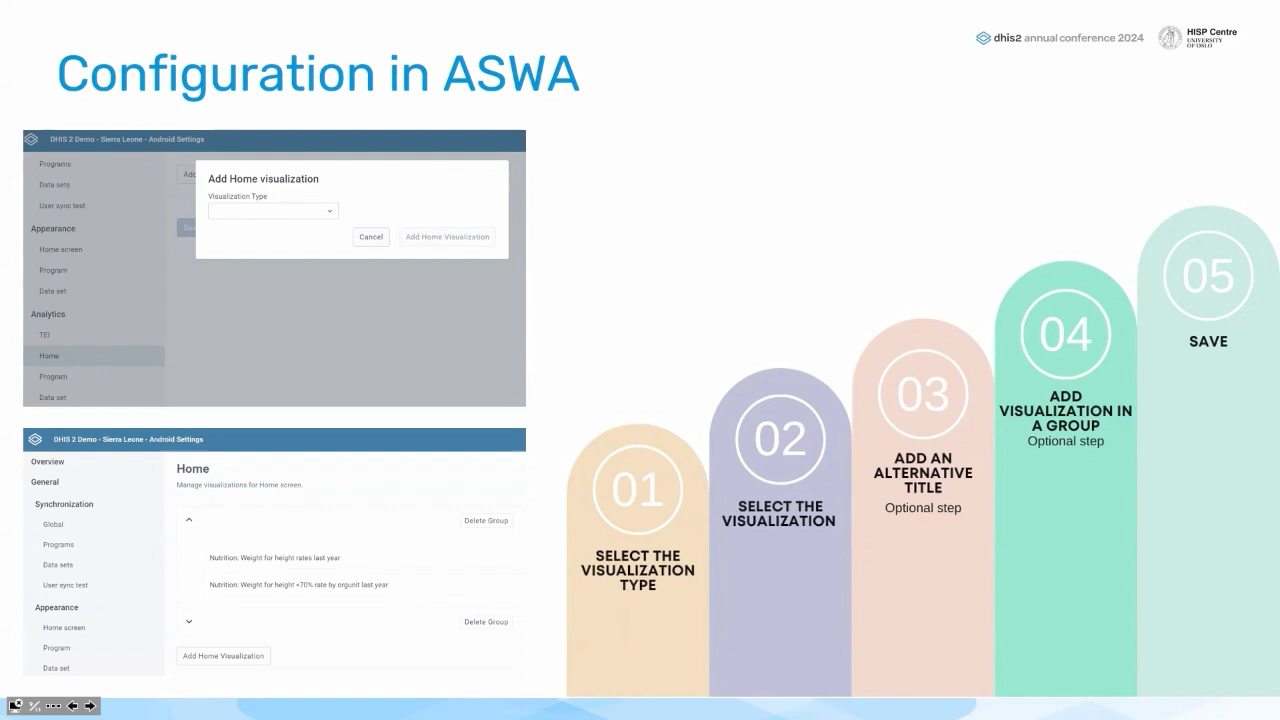 dhis2 annual conference 2024
HISP Centre
UNIVERSITY
OF OSLO
Configuration in ASWA
DHIS 2 Demo - Sierra Leone - Android Settings
Programs
Data sets
User sync test
Appearance
Home screen
Program
Data set
Analytics
TEI
Home
Program
Data set
Add Home visualization
Visualization Type
Cancel
Add Home Visualization
DHIS 2 Demo - Sierra Leone - Android Settings
Overview
General
Synchronization
Global
Programs
Data sets
User sync test
Appearance
Home screen
Program
Data set
Home
Manage visualizations for Home screen.
Delete Group
Nutrition: Weight for height rates last year
Nutrition: Weight for height <70% rate by orgunit last year
Delete Group
Add Home Visualization
01
SELECT THE
VISUALIZATION
TYPE
02
SELECT THE
VISUALIZATION
03
ADD AN
ALTERNATIVE
TITLE
Optional step
04
ADD
VISUALIZATION IN
A GROUP
Optional step
05
SAVE